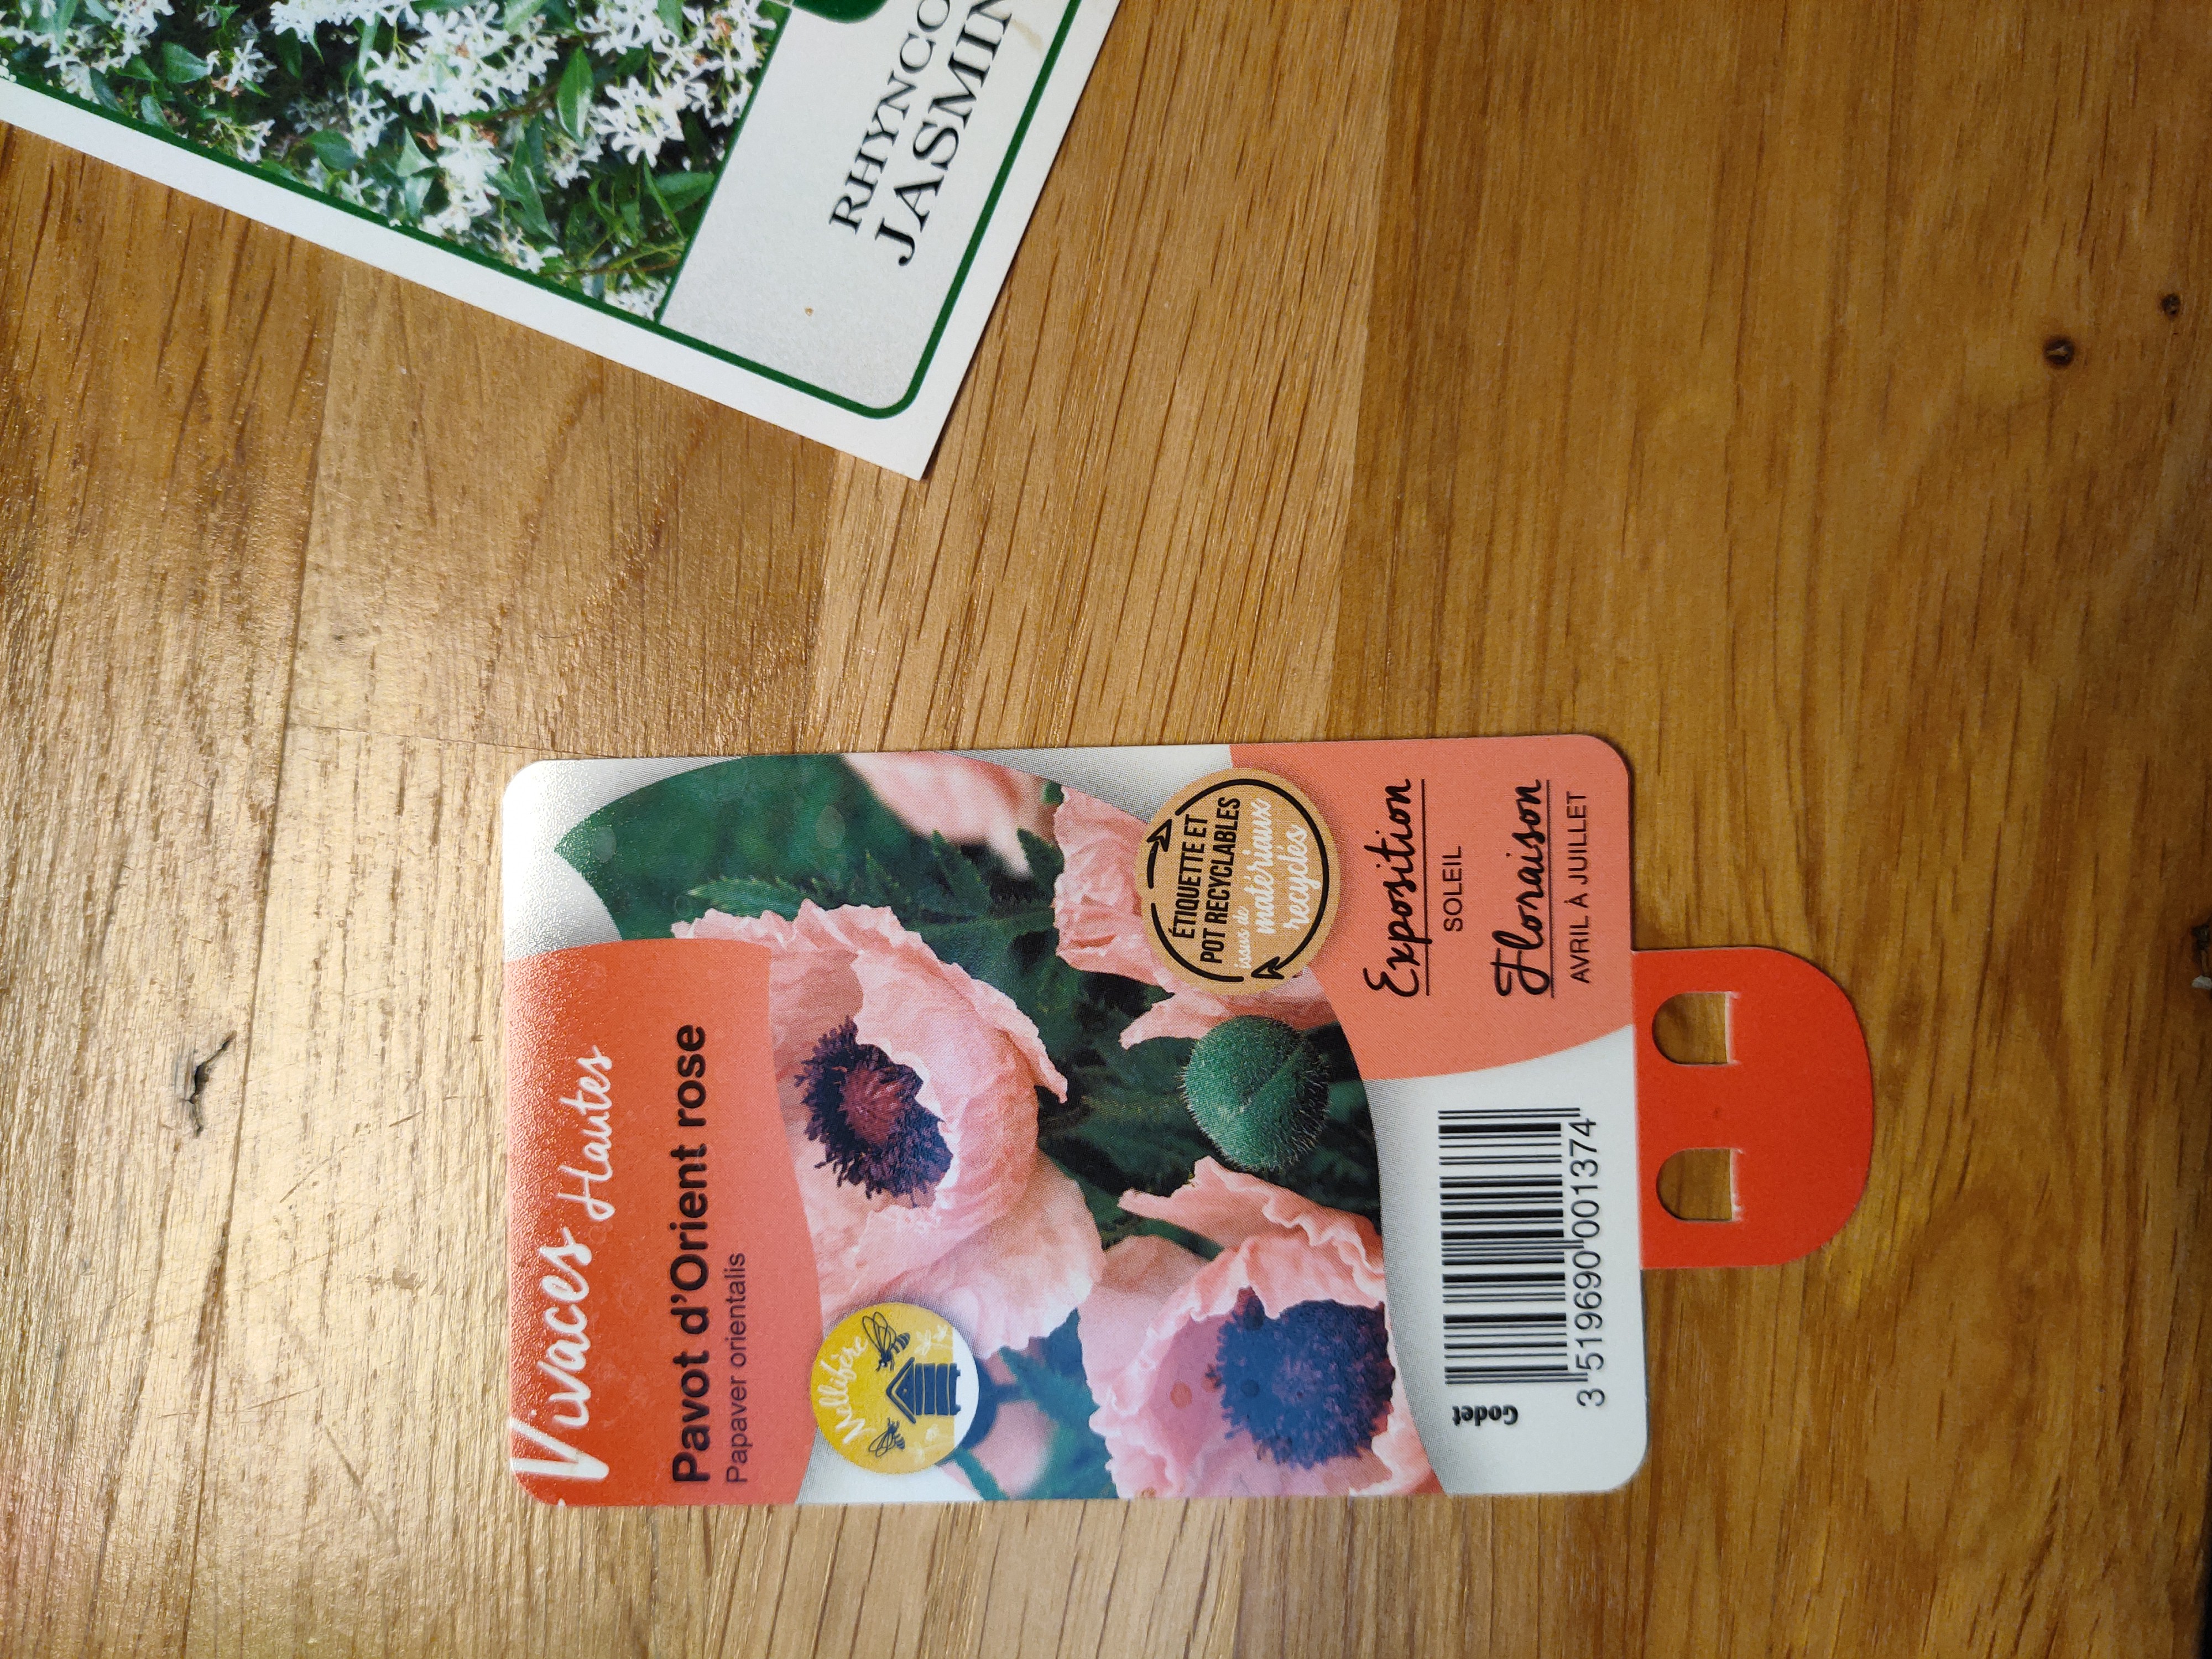 RHYNCO
JASMIN
Vivaces Hautes
Pavot d'Orient rose
Papaver orientalis
Mellifère
ÉTIQUETTE ET
POT RECYCLABLES
issus de
matériaux
recyclés
Exposition
SOLEIL
Floraison
AVRIL À JUILLET
Godet
3 519690 001374